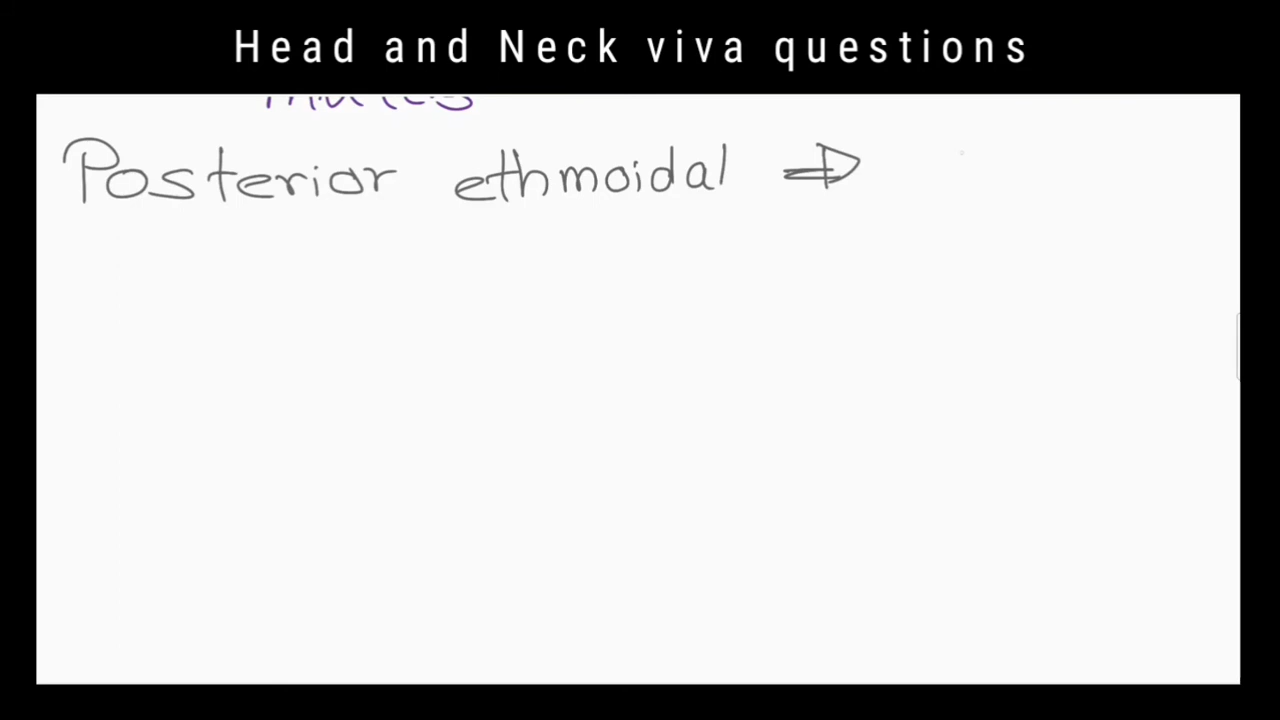 Head and Neck viva questions
Posterior ethmoidal ⇒